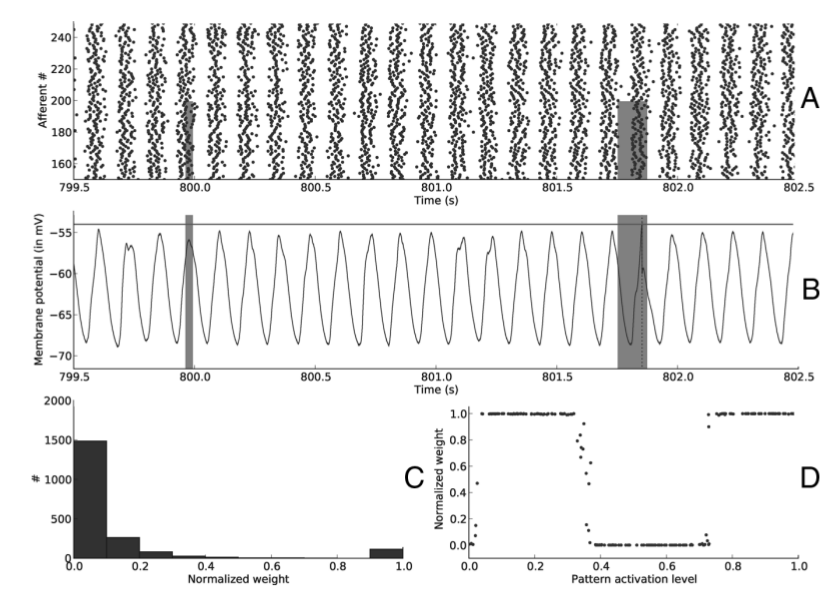 Afferent #
240
220
200
180
160
799.5 800.0 800.5 801.0 801.5 802.0 802.5
Time (s)
A
Membrane potential (in mV)
−55
−60
−65
−70
799.5 800.0 800.5 801.0 801.5 802.0 802.5
Time (s)
B
#
2000
1500
1000
500
0
0.0 0.2 0.4 0.6 0.8 1.0
Normalized weight
C
Normalized weight
1.0
0.8
0.6
0.4
0.2
0.0
0.0 0.2 0.4 0.6 0.8 1.0
Pattern activation level
D